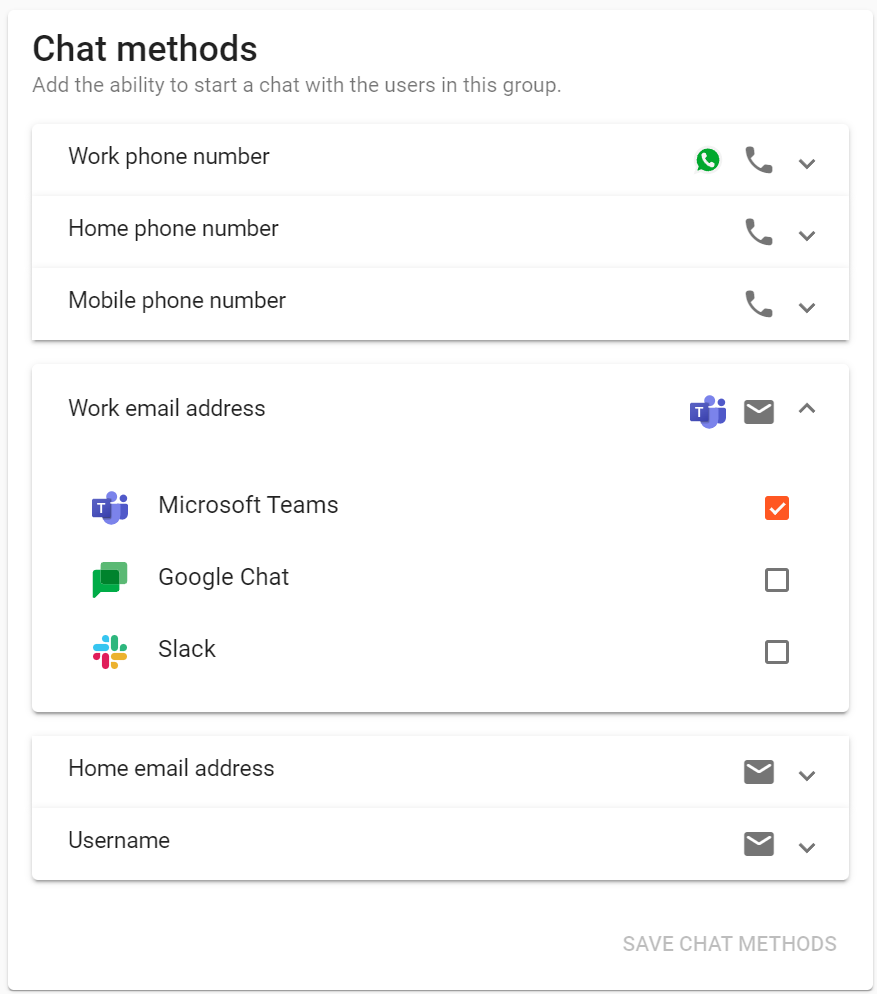 Chat methods
Add the ability to start a chat with the users in this group.
Work phone number
Home phone number
Mobile phone number
Work email address
T
T
Microsoft Teams
Google Chat
Slack
Home email address
Username
SAVE CHAT METHODS